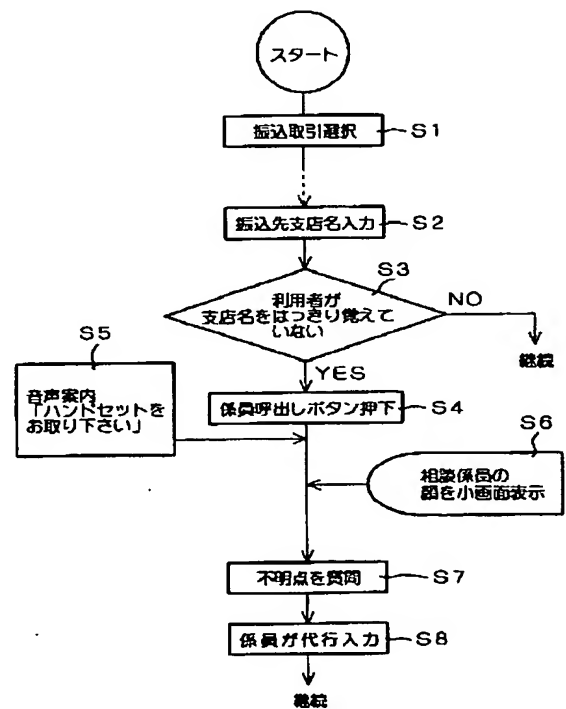 スタート
振込取引選択 S1
振込先支店名入力 S2
S3
利用者が
支店名をはっきり覚えて
いない
NO
継続
YES
S5
音声案内
「ハンドセットを
お取り下さい」
係員呼出しボタン押下 S4
S6
相談係員の
顔を小画面表示
不明点を質問 S7
係員が代行入力 S8
継続